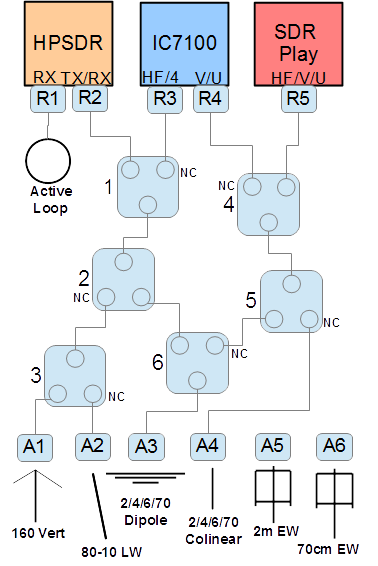 HPSDR
IC7100
SDR
Play
RX
TX/RX
HF/4
V/U
HF/V/U
R1
R2
R3
R4
R5
Active
Loop
1
NC
NC
4
2
NC
5
NC
3
NC
6
NC
A1
A2
A3
A4
A5
A6
160 Vert
80-10 LW
2/4/6/70
Dipole
2/4/6/70
Colinear
2m EW
70cm EW